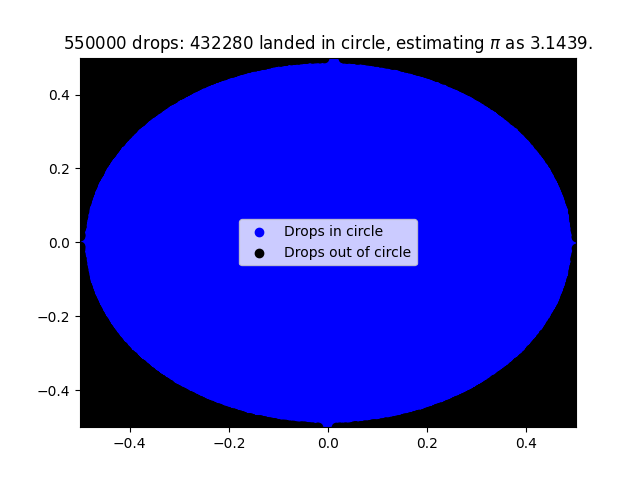 550000 drops: 432280 landed in circle, estimating π as 3.1439.
0.4
0.2
0.0
−0.2
−0.4
Drops in circle
Drops out of circle
−0.4 −0.2 0.0 0.2 0.4